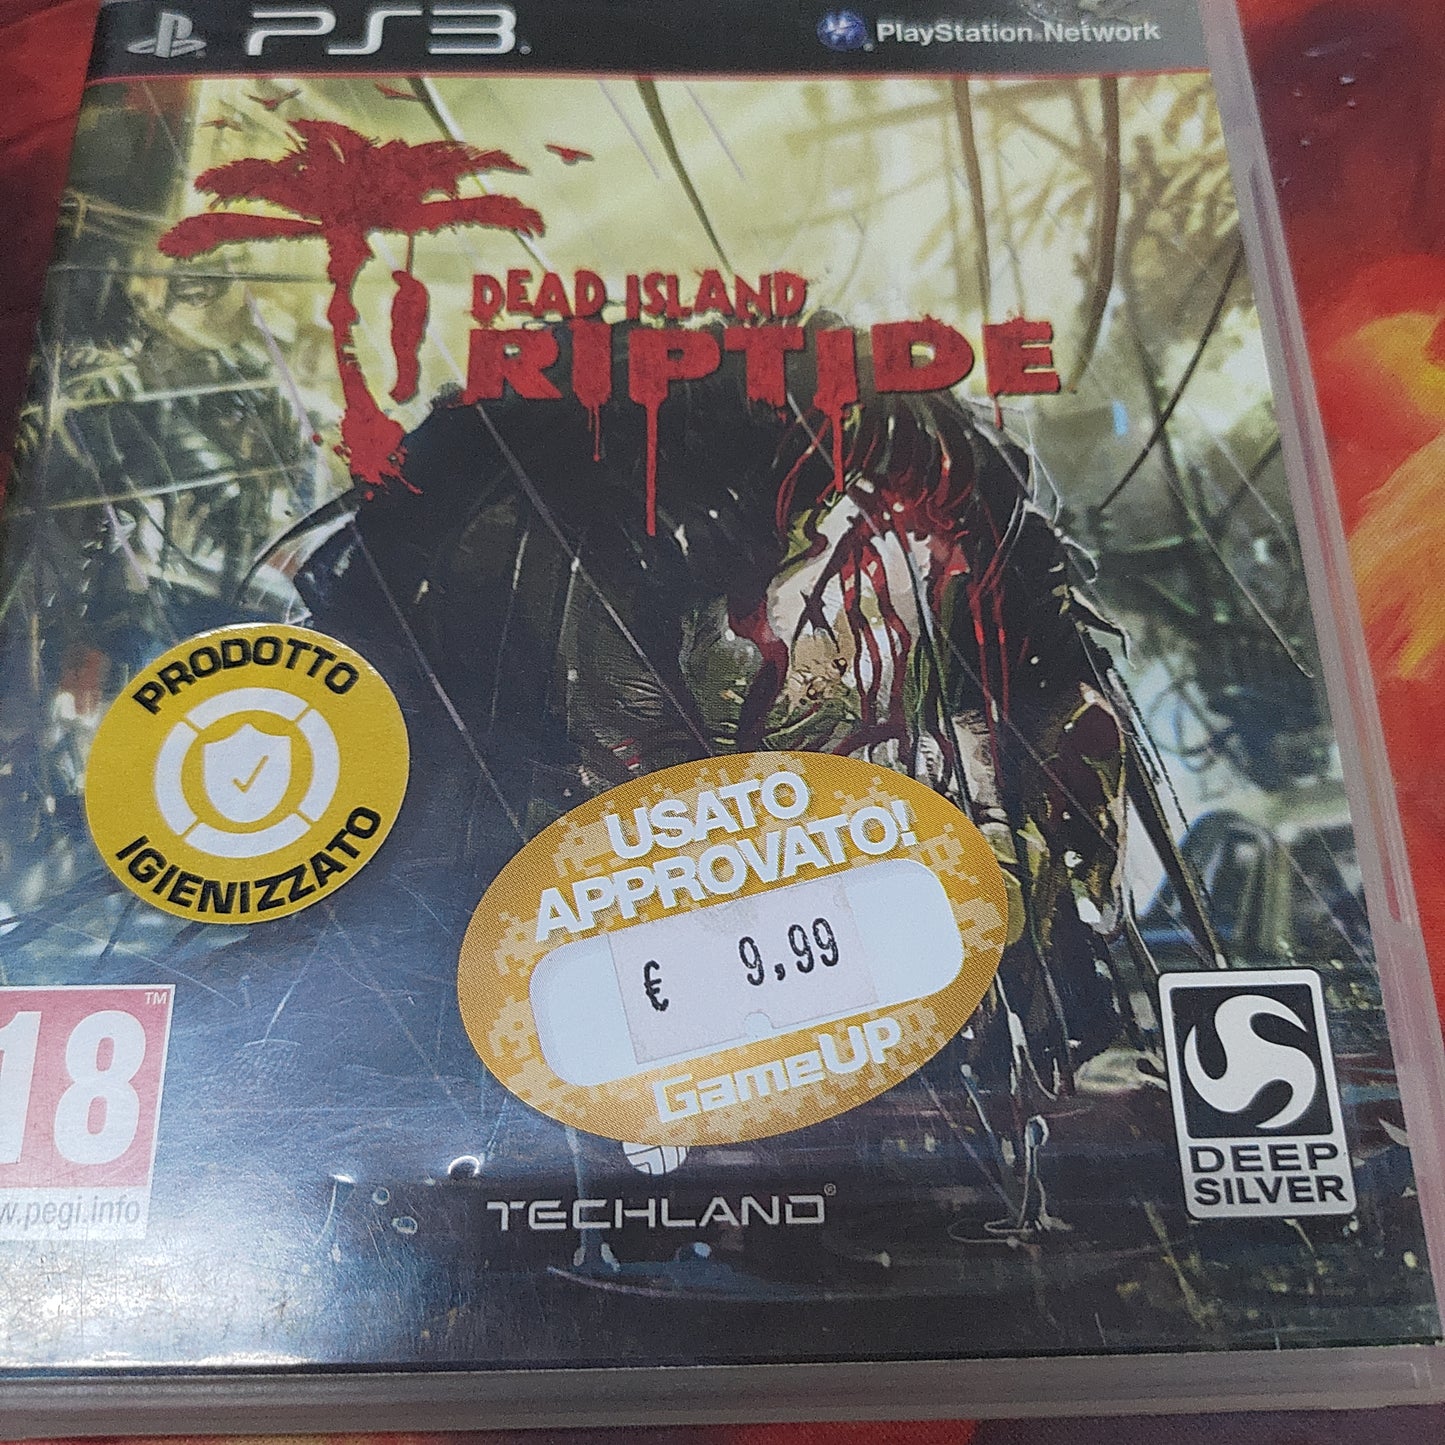 PS3
PlayStation Network
DEAD ISLAND
RIPTIDE
PRODOTTO
IGIENIZZATO
USATO
APPROVATO!
€ 9,99
GameUP
18
TM
w.pegi.info
TECHLAND®
DEEP
SILVER